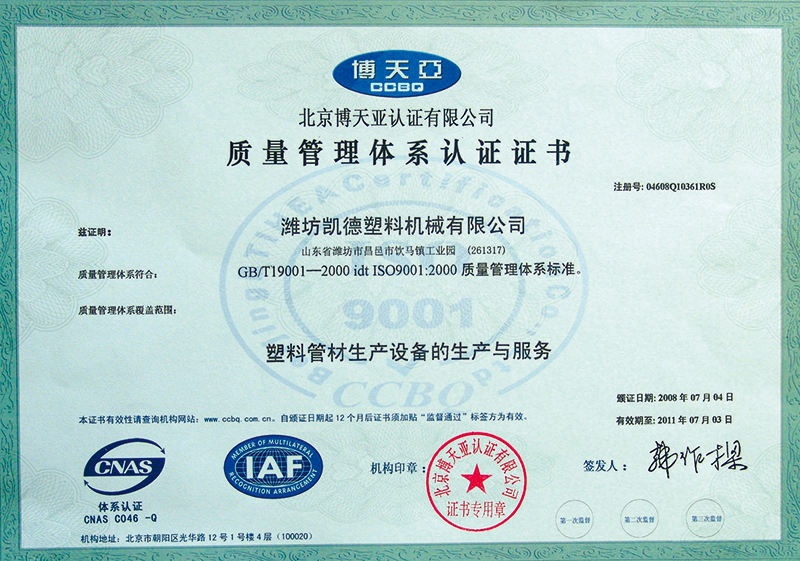 博天亞
CCBQ
北京博天亚认证有限公司
质量管理体系认证证书
注册号: 04608Q10361R0S
兹证明:
潍坊凯德塑料机械有限公司
山东省潍坊市昌邑市饮马镇工业园 (261317)
质量管理体系符合:
GB/T19001—2000 idt ISO9001:2000 质量管理体系标准。
质量管理体系覆盖范围:
9001
塑料管材生产设备的生产与服务
CCBQ
颁证日期: 2008 年 07 月 04 日
本证书有效性请查询机构网站: www.ccbq.com.cn。自颁证日期起 12 个月后证书须加贴“监督通过”标签方为有效。
有效期至: 2011 年 07 月 03 日
CNAS
体系认证
CNAS C046 -Q
MEMBER OF MULTILATERAL
IAF
RECOGNITION ARRANGEMENT
机构印章:
北京博天亚认证有限公司
证书专用章
签发人:
第一次监督
第二次监督
第三次监督
机构地址: 北京市朝阳区光华路 12 号 1 号楼 4 层 (100020)